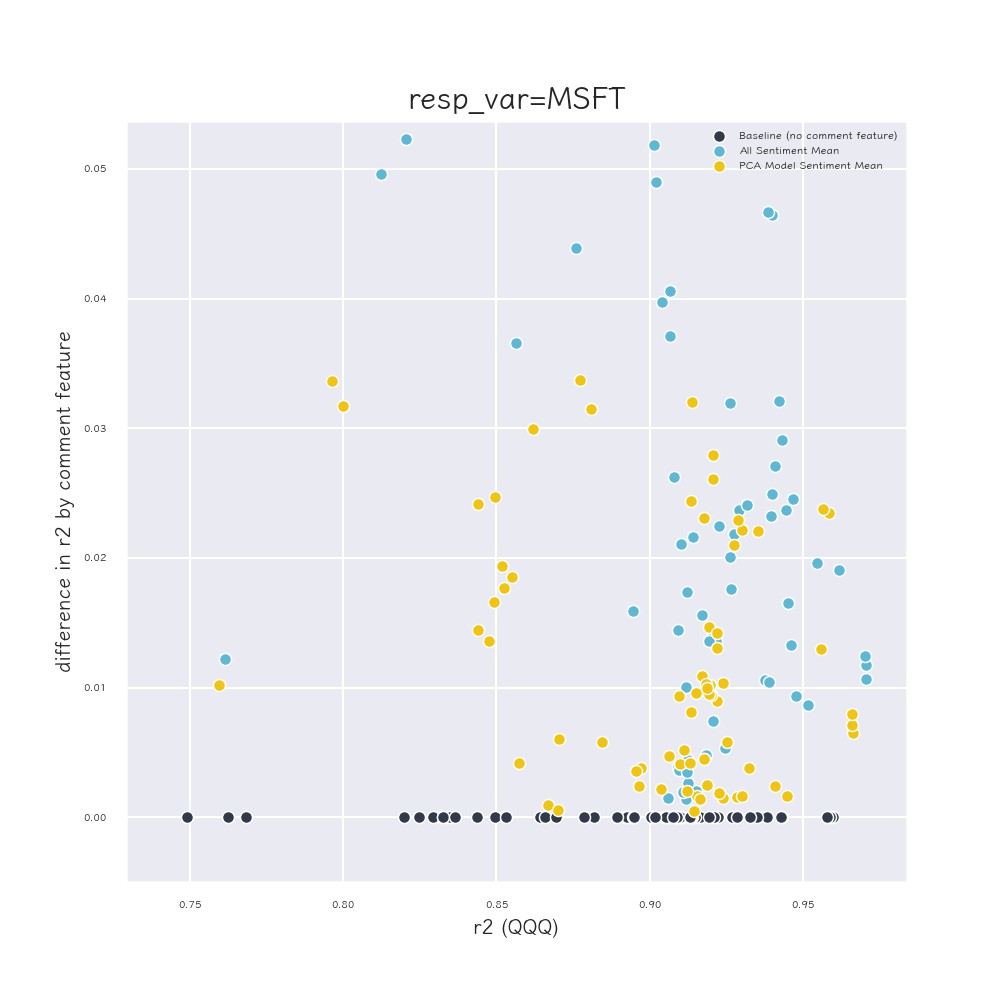 resp_var=MSFT
Baseline (no comment feature)
All Sentiment Mean
PCA Model Sentiment Mean
difference in r2 by comment feature
0.05
0.04
0.03
0.02
0.01
0.00
0.75 0.80 0.85 0.90 0.95
r2 (QQQ)